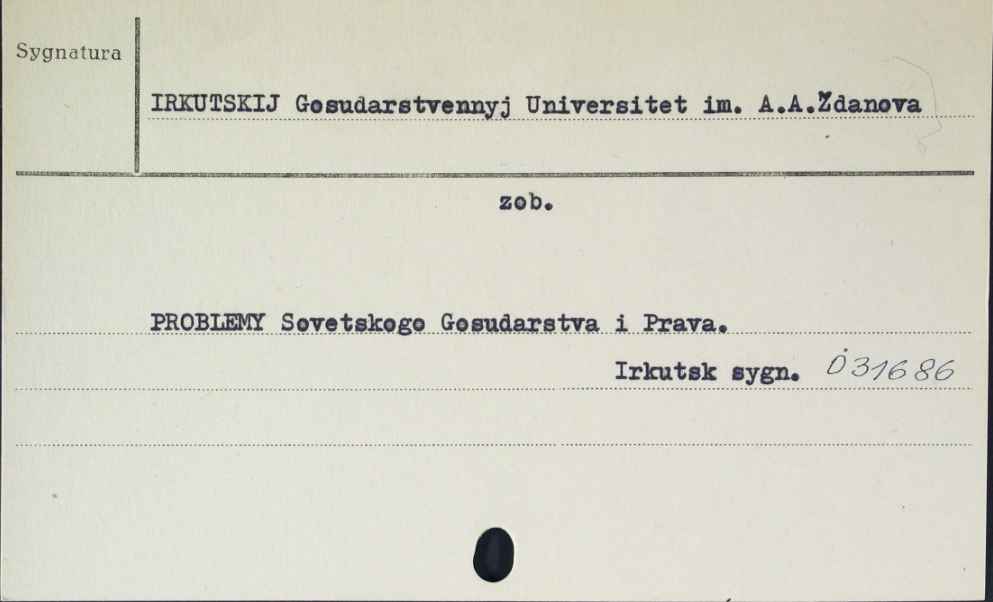 Sygnatura
IRKUTSKIJ Gosudarstvennyj Universitet im. A.A.Ždanova
zob.
PROBLEMY Sovetskogo Gosudarstva i Prava.
Irkutsk sygn. Ö31686